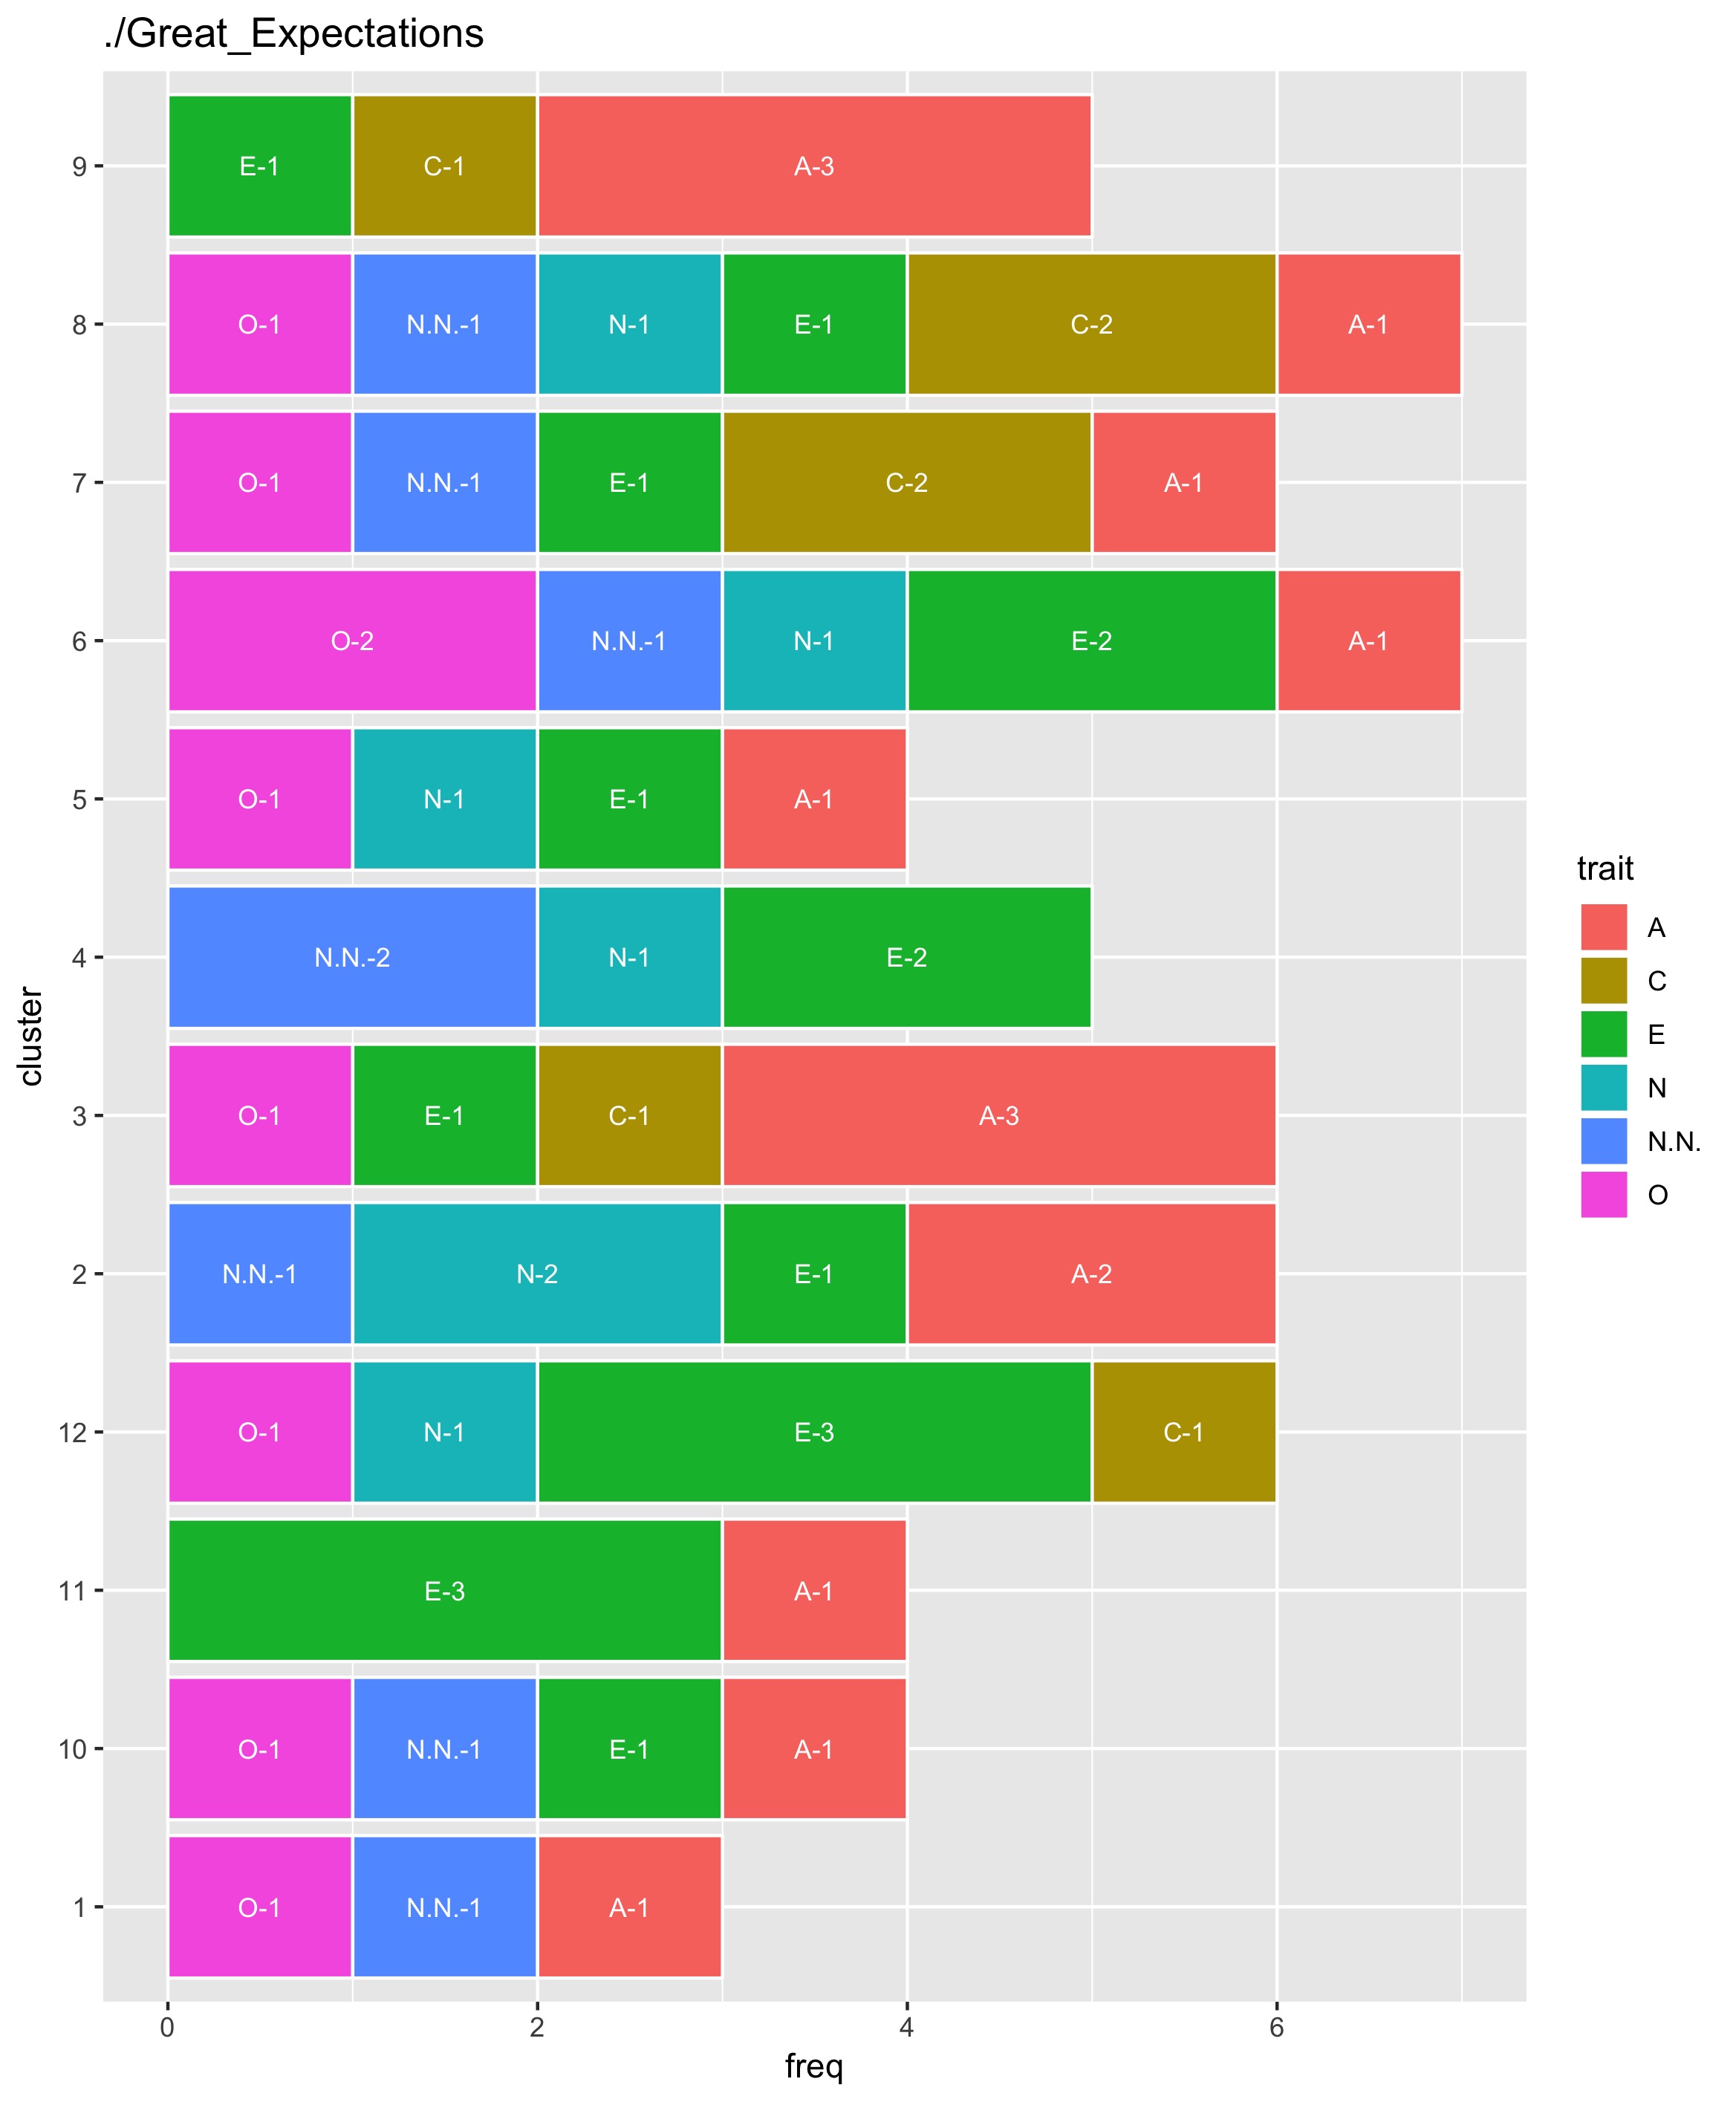 ./Great_Expectations
9 E-1 C-1 A-3
8 O-1 N.N.-1 N-1 E-1 C-2 A-1
7 O-1 N.N.-1 E-1 C-2 A-1
6 O-2 N.N.-1 N-1 E-2 A-1
5 O-1 N-1 E-1 A-1
4 N.N.-2 N-1 E-2
3 O-1 E-1 C-1 A-3
2 N.N.-1 N-2 E-1 A-2
12 O-1 N-1 E-3 C-1
11 E-3 A-1
10 O-1 N.N.-1 E-1 A-1
1 O-1 N.N.-1 A-1
0 2 4 6
freq
cluster
trait
A
C
E
N
N.N.
O